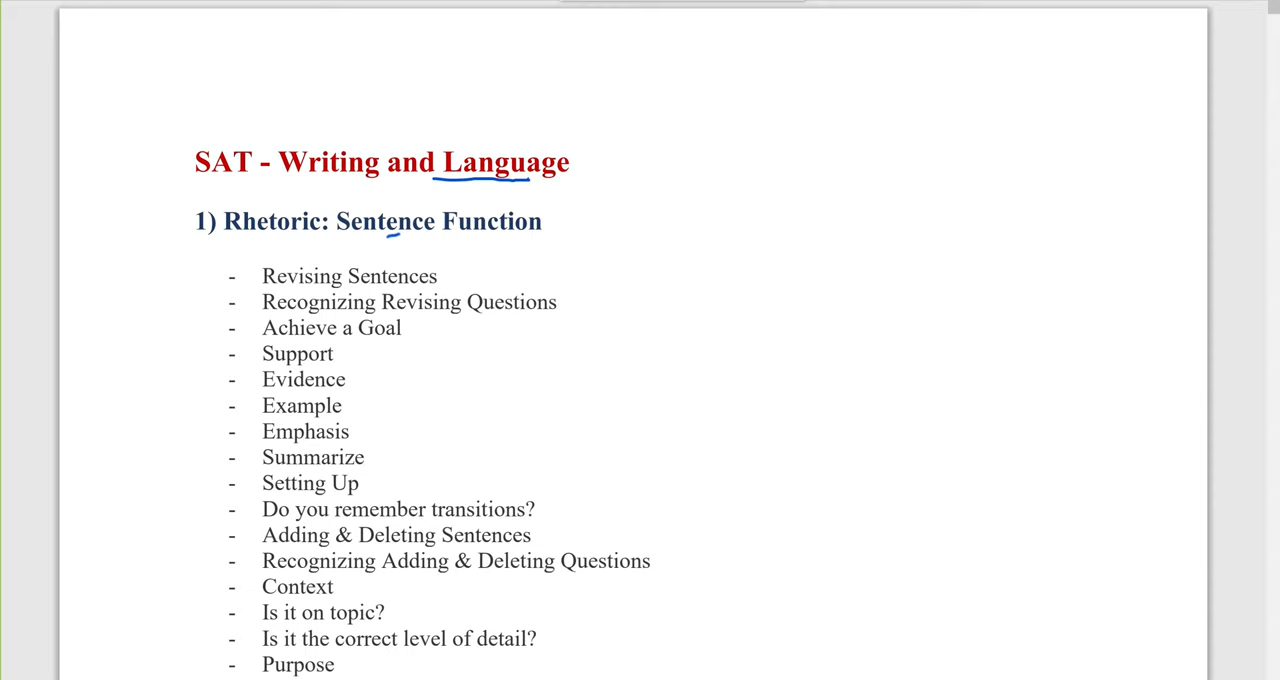 SAT - Writing and Language
1) Rhetoric: Sentence Function
- Revising Sentences
- Recognizing Revising Questions
- Achieve a Goal
- Support
- Evidence
- Example
- Emphasis
- Summarize
- Setting Up
- Do you remember transitions?
- Adding & Deleting Sentences
- Recognizing Adding & Deleting Questions
- Context
- Is it on topic?
- Is it the correct level of detail?
- Purpose